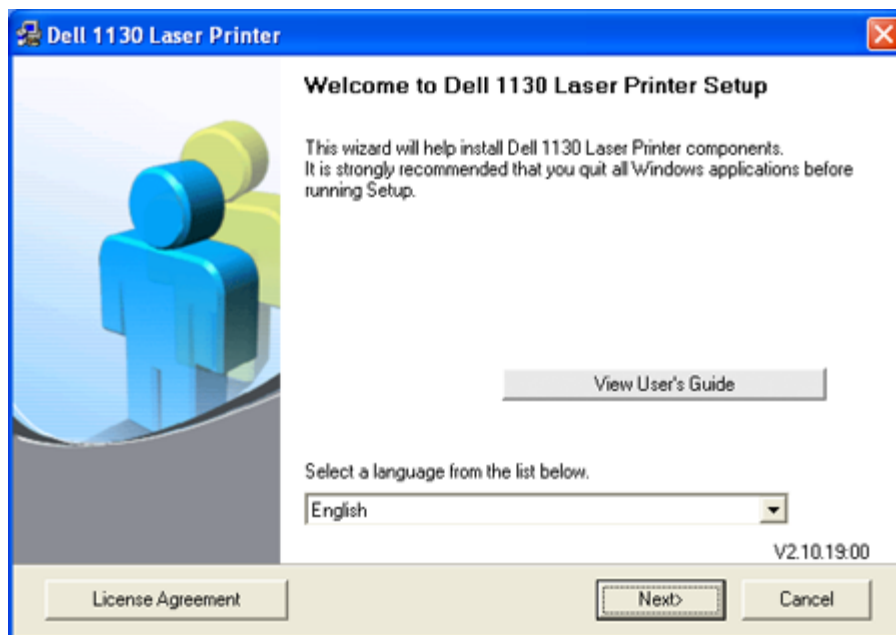 Dell 1130 Laser Printer
Welcome to Dell 1130 Laser Printer Setup
This wizard will help install Dell 1130 Laser Printer components.
It is strongly recommended that you quit all Windows applications before
running Setup.
View User's Guide
Select a language from the list below.
English
V2.10.19:00
License Agreement
Next>
Cancel